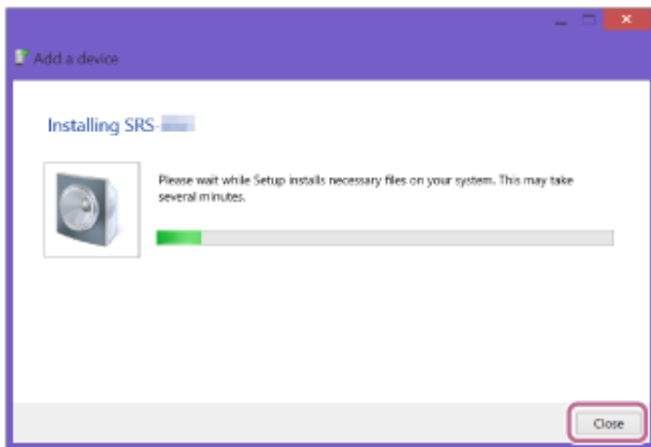 Add a device
Installing SRS-
Please wait while Setup installs necessary files on your system. This may take
several minutes.
Close